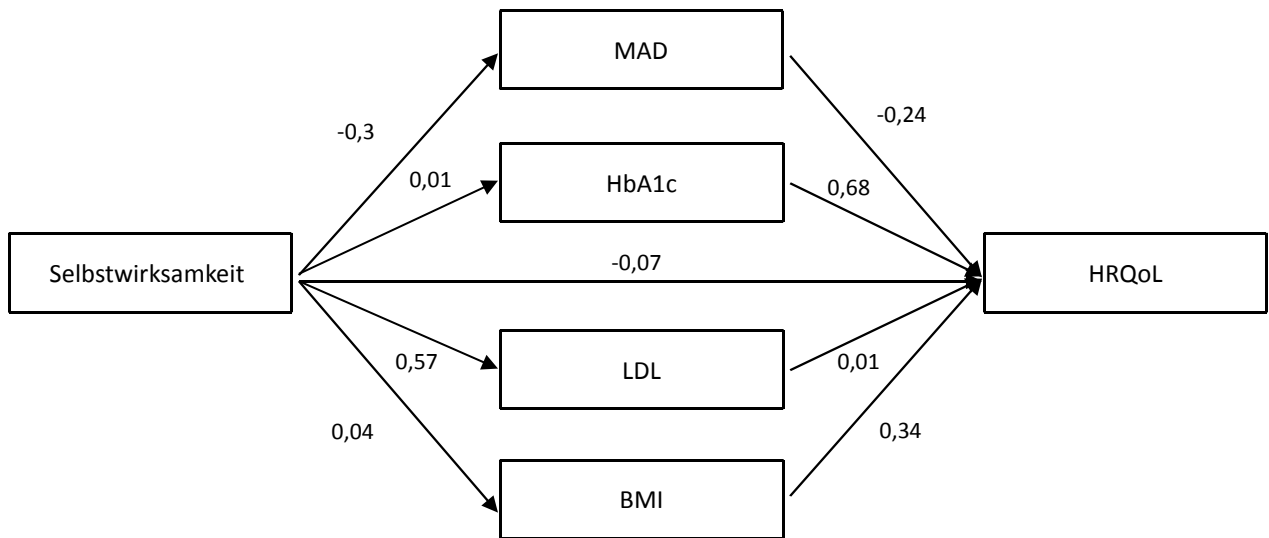 MAD
-0,3
-0,24
HbA1c
0,01
0,68
Selbstwirksamkeit
-0,07
HRQoL
LDL
0,57
0,01
0,04
0,34
BMI